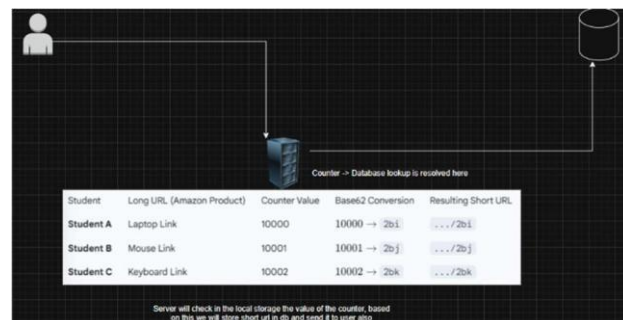 Counter -> Database lookup is resolved here
Student Long URL (Amazon Product) Counter Value Base62 Conversion Resulting Short URL
Student A Laptop Link 10000 10000 → 2bi .../2bi
Student B Mouse Link 10001 10001 → 2bj .../2bj
Student C Keyboard Link 10002 10002 → 2bk .../2bk
Server will check in the local storage the value of the counter, based
on this we will store short url in db and send it to user also